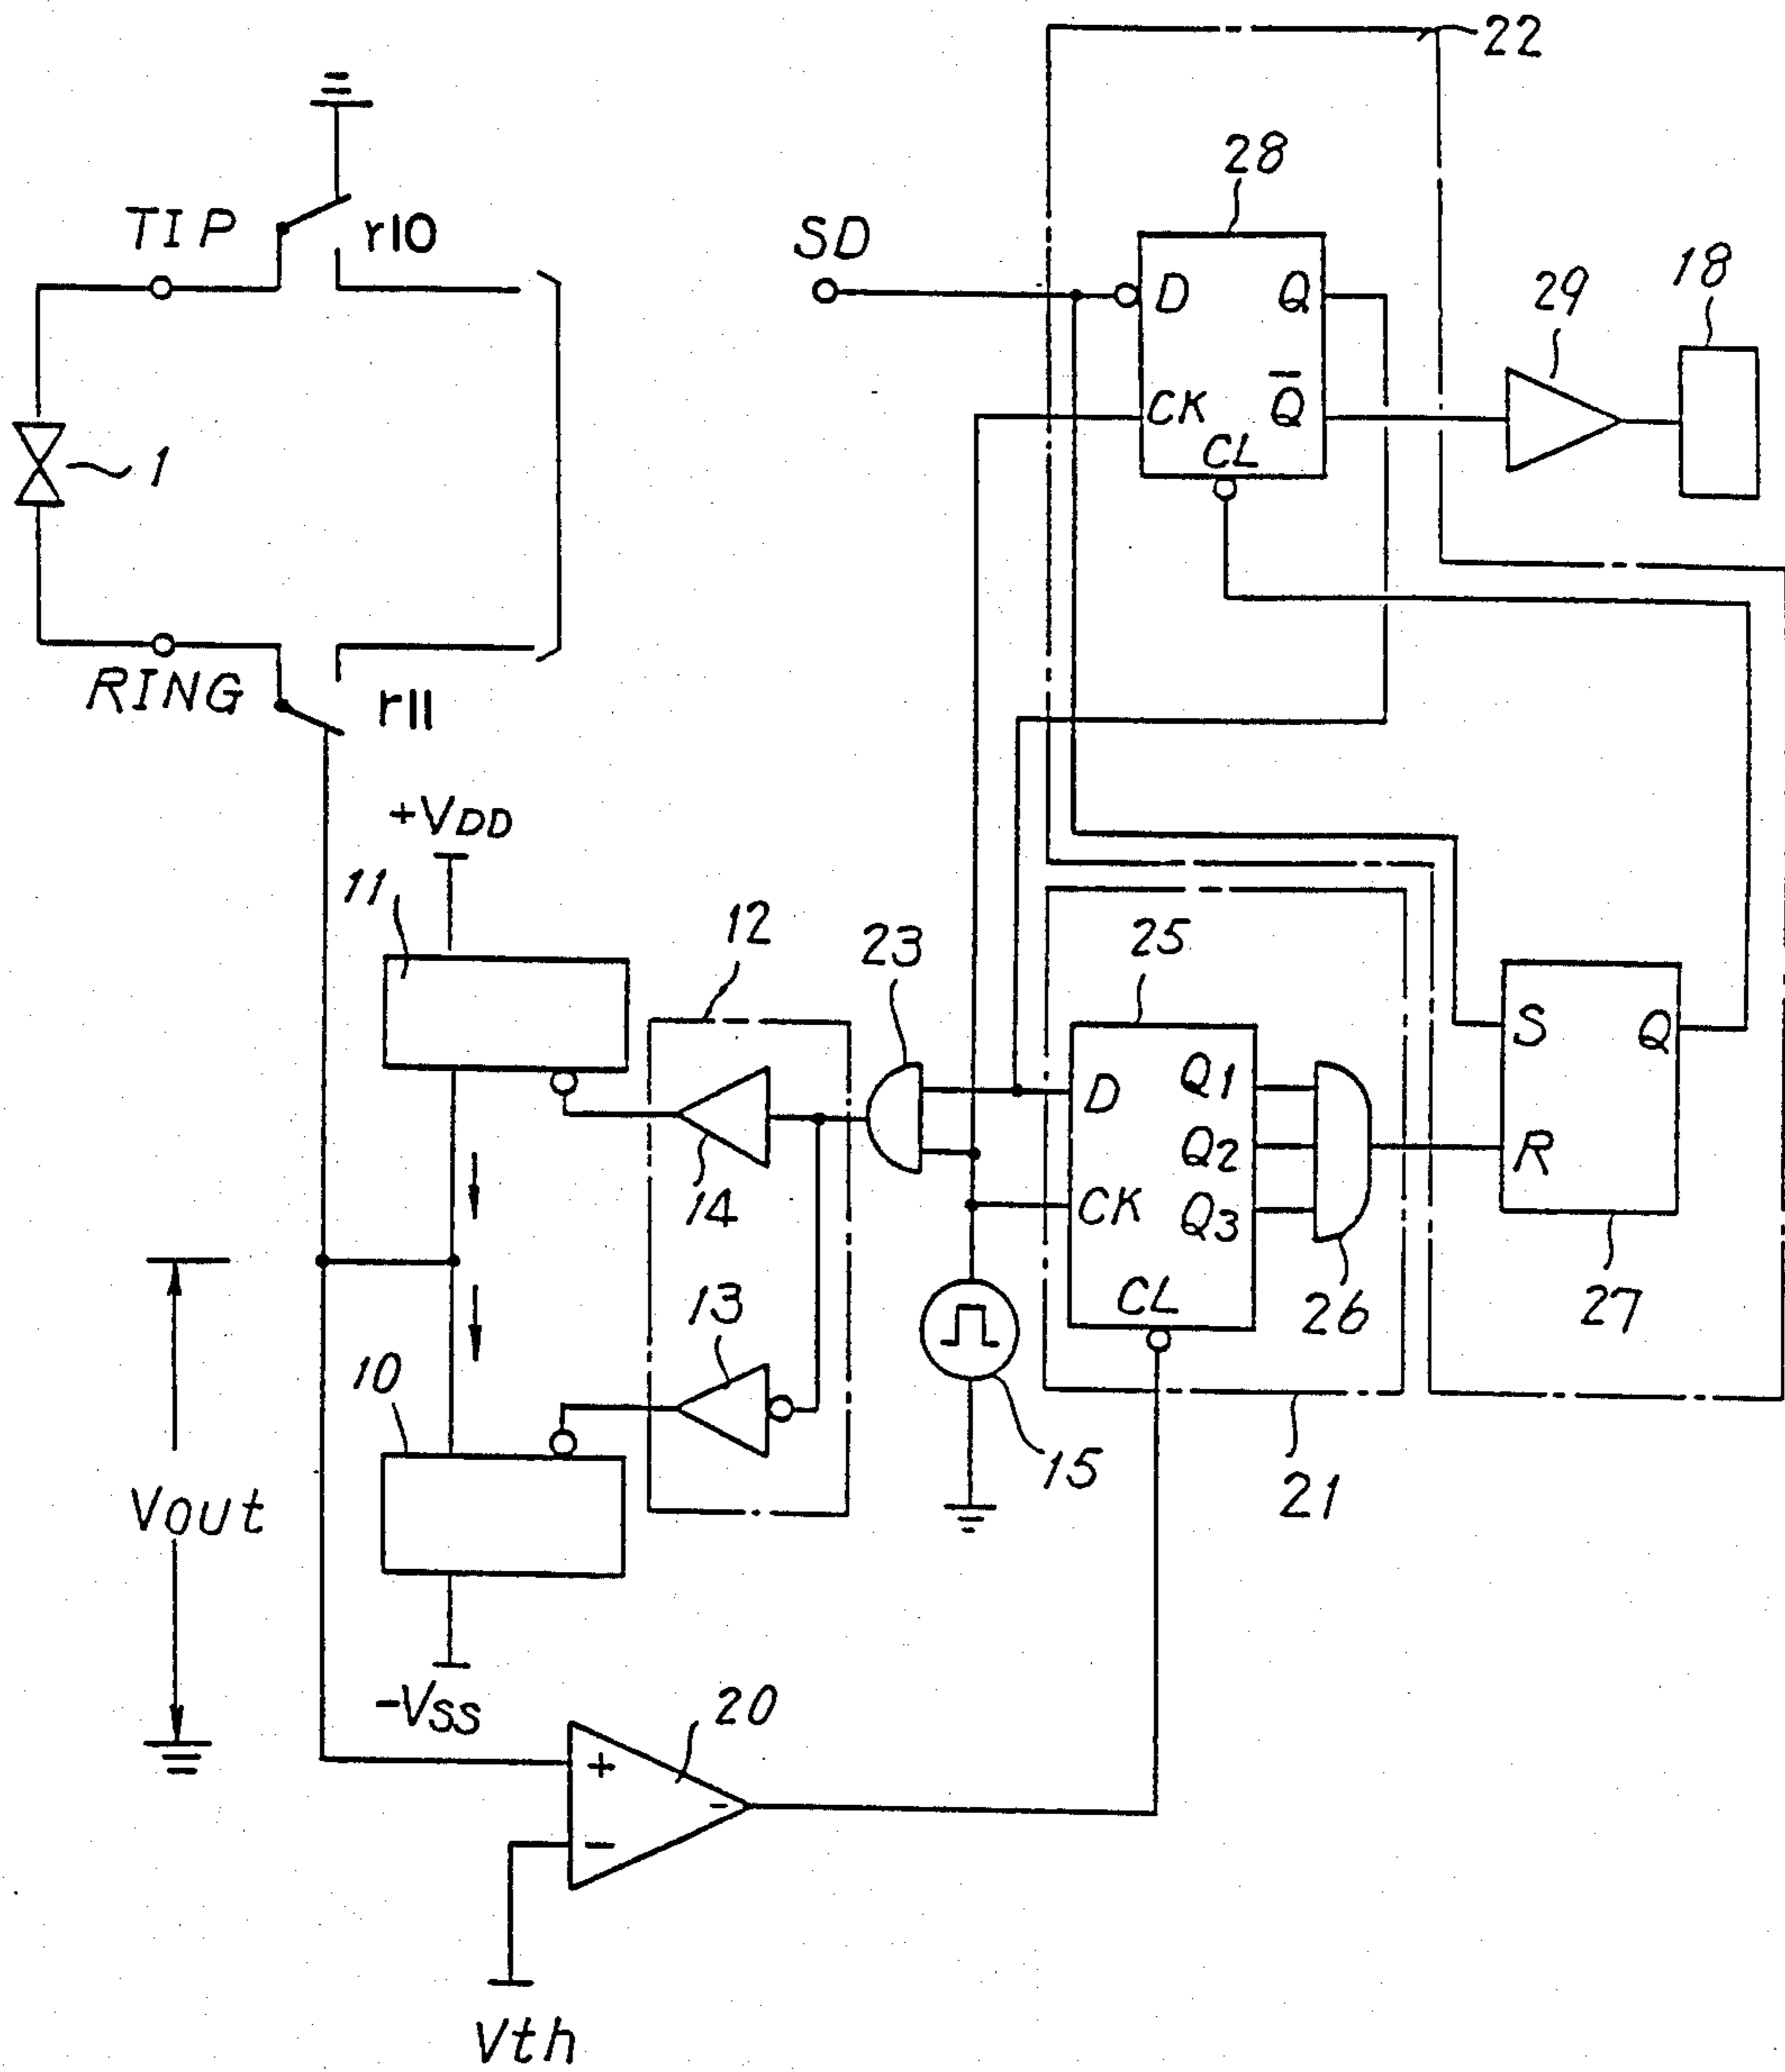 22
28
TIP
r10
SD
29
18
D
Q
CK
Q̅
CL
1
RING
r11
+VDD
11
12
23
25
D
Q1
S
Q
Q2
R
14
CK
Q3
13
CL
26
27
10
15
21
Vout
-VSS
20
+
-
-
Vth